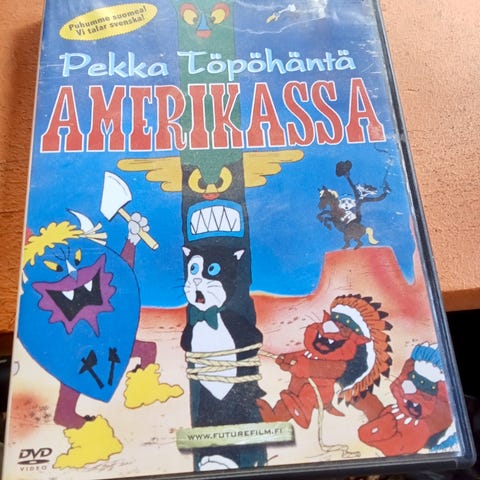 Puhumme suomea!
Vi talar svenska!
Pekka Töpöhäntä
AMERIKASSA
WWW.FUTUREFILM.FI
DVD
VIDEO